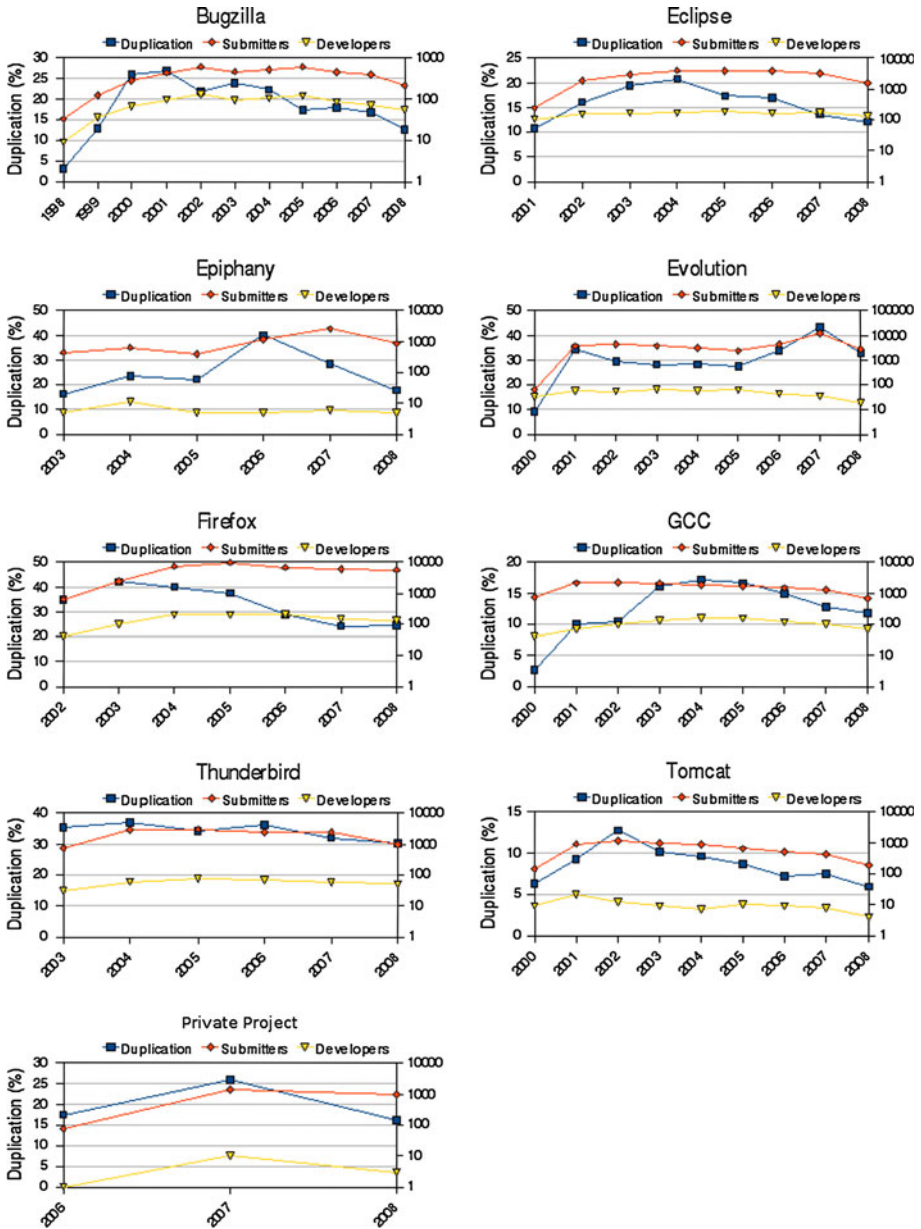 Bugzilla
Duplication Submitters Developers
Duplication (%)
30
25
20
15
10
5
0
1000
100
10
1
1998 1999 2000 2001 2002 2003 2004 2005 2006 2007 2008
Eclipse
Duplication Submitters Developers
Duplication (%)
25
20
15
10
5
0
10000
1000
100
10
1
2001 2002 2003 2004 2005 2006 2007 2008
Epiphany
Duplication Submitters Developers
Duplication (%)
50
40
30
20
10
0
10000
1000
100
10
1
2003 2004 2005 2006 2007 2008
Evolution
Duplication Submitters Developers
Duplication (%)
50
40
30
20
10
0
100000
10000
1000
100
10
1
2000 2001 2002 2003 2004 2005 2006 2007 2008
Firefox
Duplication Submitters Developers
Duplication (%)
50
40
30
20
10
0
10000
1000
100
10
1
2002 2003 2004 2005 2006 2007 2008
GCC
Duplication Submitters Developers
Duplication (%)
20
15
10
5
0
10000
1000
100
10
1
2000 2001 2002 2003 2004 2005 2006 2007 2008
Thunderbird
Duplication Submitters Developers
Duplication (%)
40
30
20
10
0
10000
1000
100
10
1
2003 2004 2005 2006 2007 2008
Tomcat
Duplication Submitters Developers
Duplication (%)
15
10
5
0
10000
1000
100
10
1
2000 2001 2002 2003 2004 2005 2006 2007 2008
Private Project
Duplication Submitters Developers
Duplication (%)
30
25
20
15
10
5
0
10000
1000
100
10
1
2006 2007 2008